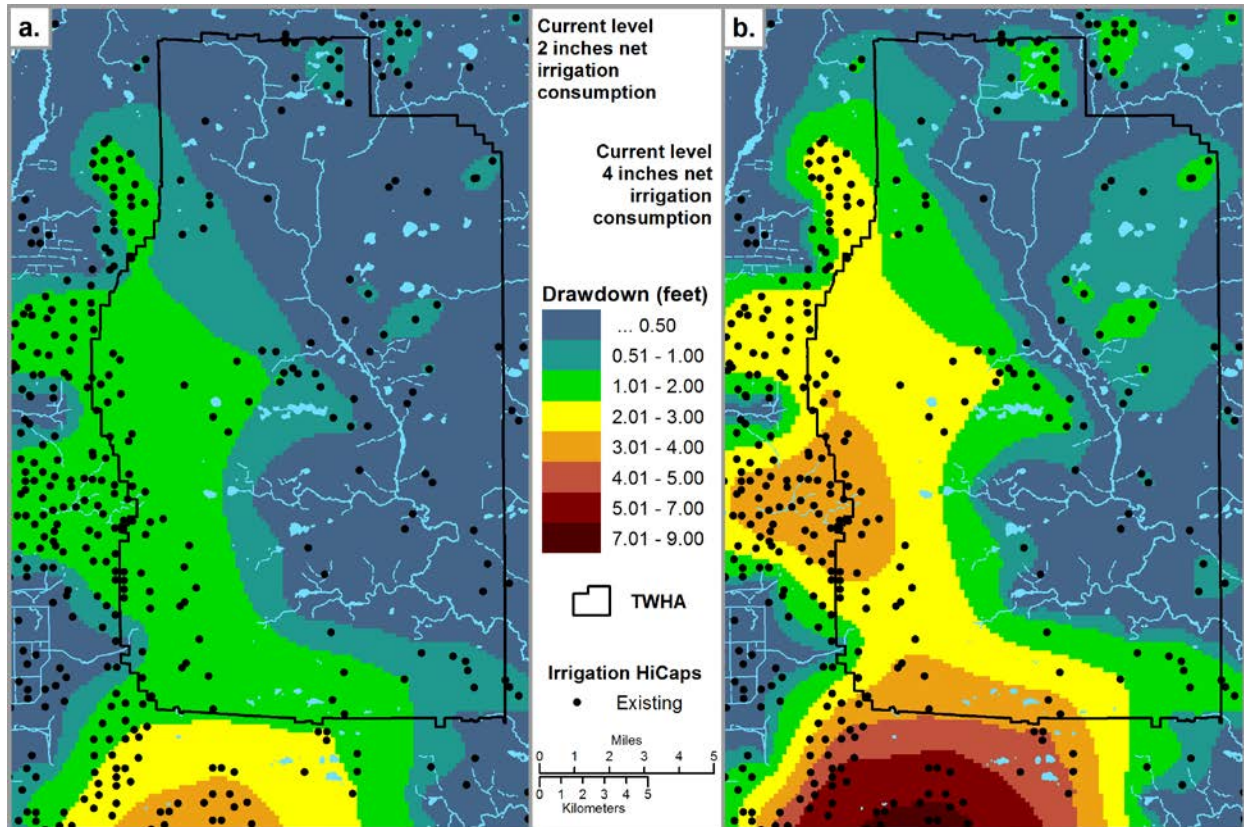 a.
Current level
2 inches net
irrigation
consumption
b.
Current level
4 inches net
irrigation
consumption
Drawdown (feet)
... 0.50
0.51 - 1.00
1.01 - 2.00
2.01 - 3.00
3.01 - 4.00
4.01 - 5.00
5.01 - 7.00
7.01 - 9.00
TWHA
Irrigation HiCaps
Existing
Miles
0 1 2 3 4 5
0 1 2 3 4 5
Kilometers